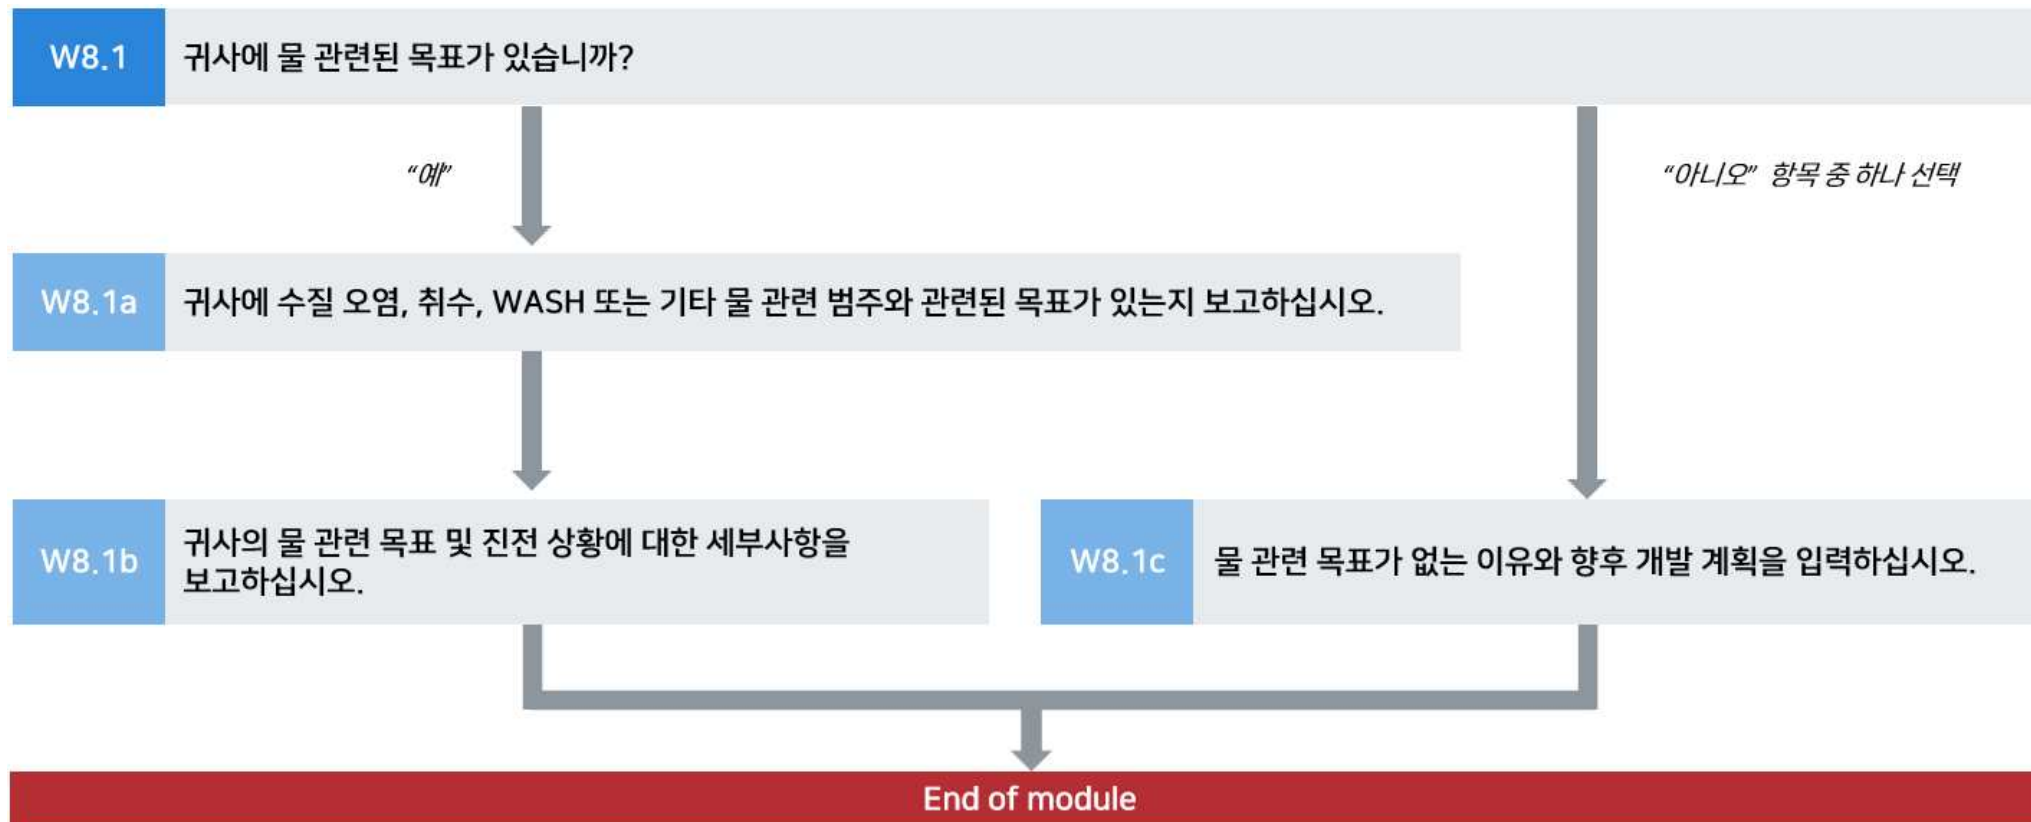 W8.1 귀사에 물 관련된 목표가 있습니까?
“예”
“아니오” 항목 중 하나 선택
W8.1a 귀사에 수질 오염, 취수, WASH 또는 기타 물 관련 범주와 관련된 목표가 있는지 보고하십시오.
W8.1b 귀사의 물 관련 목표 및 진전 상황에 대한 세부사항을
보고하십시오.
W8.1c 물 관련 목표가 없는 이유와 향후 개발 계획을 입력하십시오.
End of module